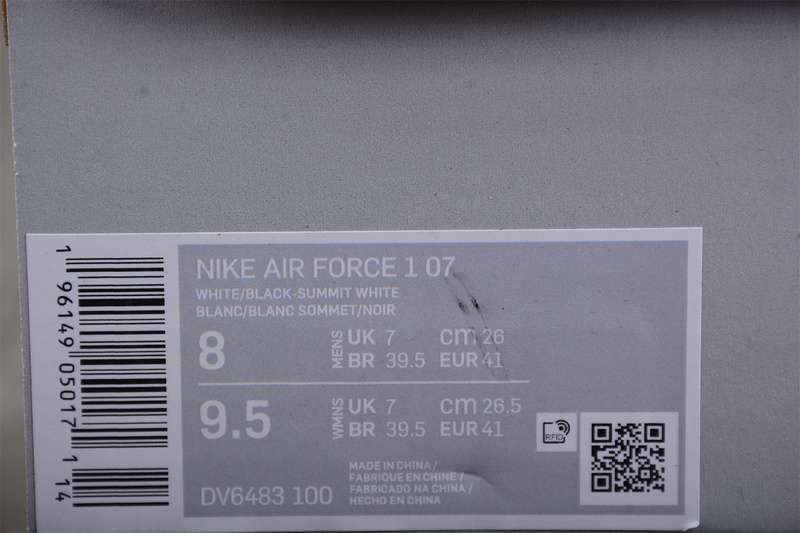 NIKE AIR FORCE 1 07
WHITE/BLACK-SUMMIT WHITE
BLANC/BLANC SOMMET/NOIR
8 MENS UK 7 cm 26
BR 39.5 EUR 41
9.5 WMNS UK 7 cm 26.5
BR 39.5 EUR 41
RFID
MADE IN CHINA /
FABRIQUE EN CHINE /
FABRICADO NA CHINA /
HECHO EN CHINA
DV6483 100
1 96149 05017 1 14